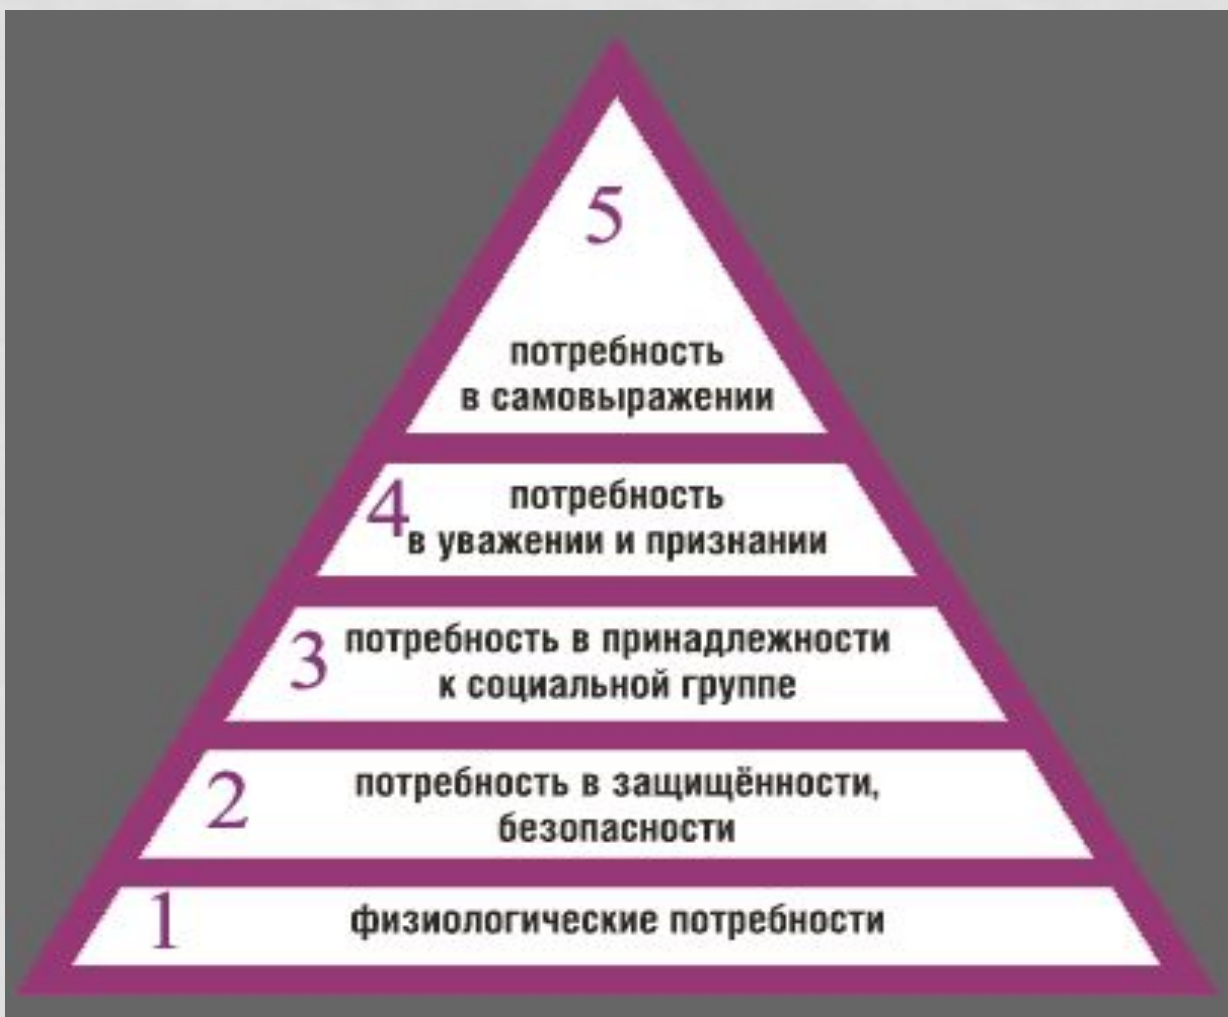 5
потребность
в самовыражении
4
потребность
в уважении и признании
3
потребность в принадлежности
к социальной группе
2
потребность в защищённости,
безопасности
1
физиологические потребности